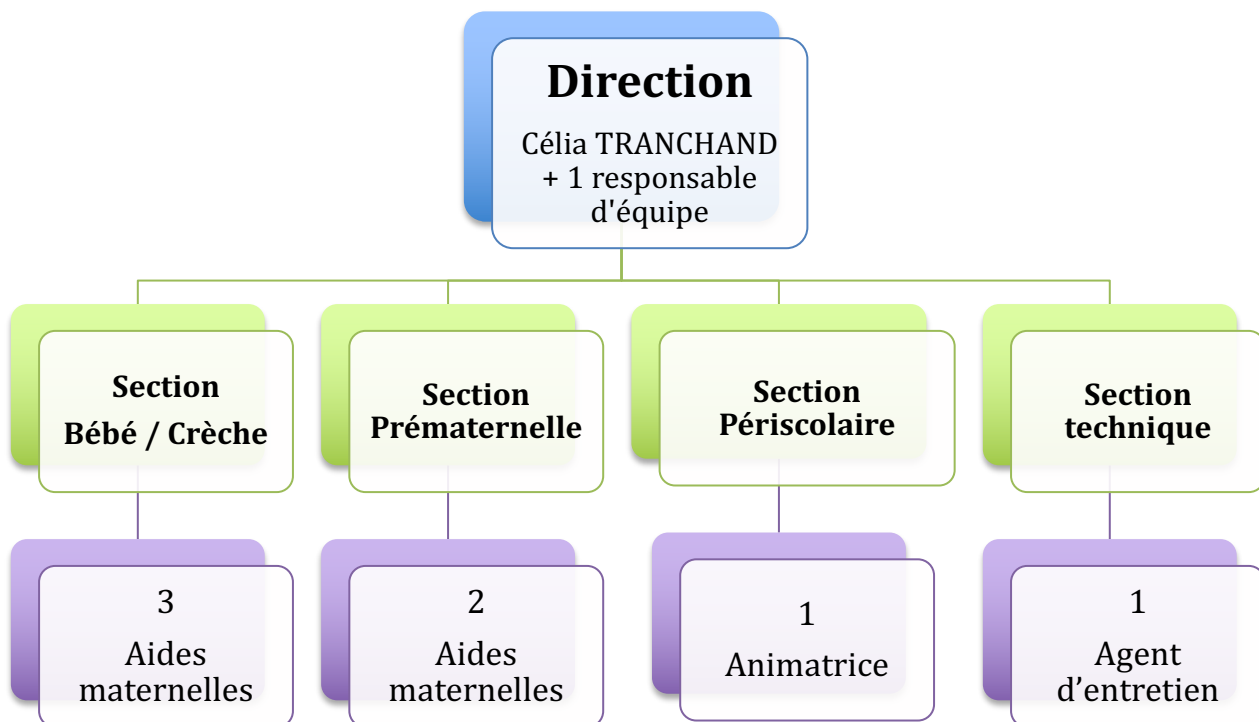 Direction
Célia TRANCHAND
+ 1 responsable
d'équipe
Section
Bébé / Crèche
Section
Prématernelle
Section
Périscolaire
Section
technique
3
Aides
maternelles
2
Aides
maternelles
1
Animatrice
1
Agent
d’entretien